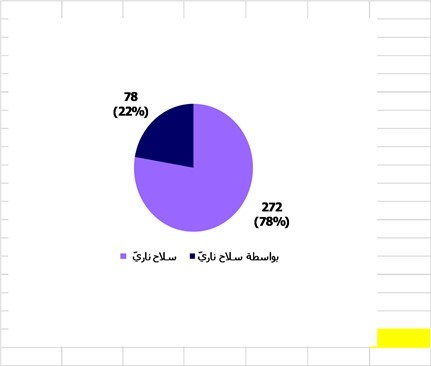 78
(22%)
272
(78%)
سلاح ناريّ
بواسطة سلاح ناريّ